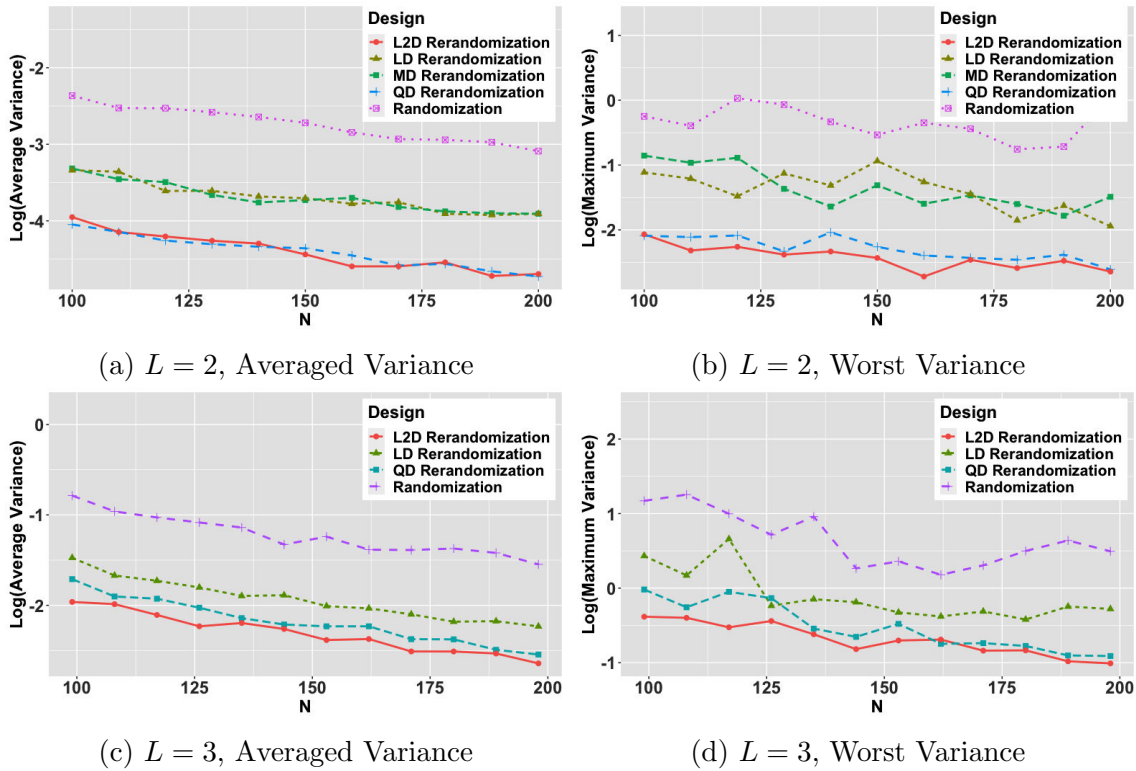 Log(Average Variance)
-2
-3
-4
100
125
150
175
200
N
Design
L2D Rerandomization
LD Rerandomization
MD Rerandomization
QD Rerandomization
Randomization
(a) L = 2, Averaged Variance
Log(Maximum Variance)
1
0
-1
-2
100
125
150
175
200
N
Design
L2D Rerandomization
LD Rerandomization
MD Rerandomization
QD Rerandomization
Randomization
(b) L = 2, Worst Variance
Log(Average Variance)
0
-1
-2
100
125
150
175
200
N
Design
L2D Rerandomization
LD Rerandomization
QD Rerandomization
Randomization
(c) L = 3, Averaged Variance
Log(Maximum Variance)
2
1
0
-1
100
125
150
175
200
N
Design
L2D Rerandomization
LD Rerandomization
QD Rerandomization
Randomization
(d) L = 3, Worst Variance